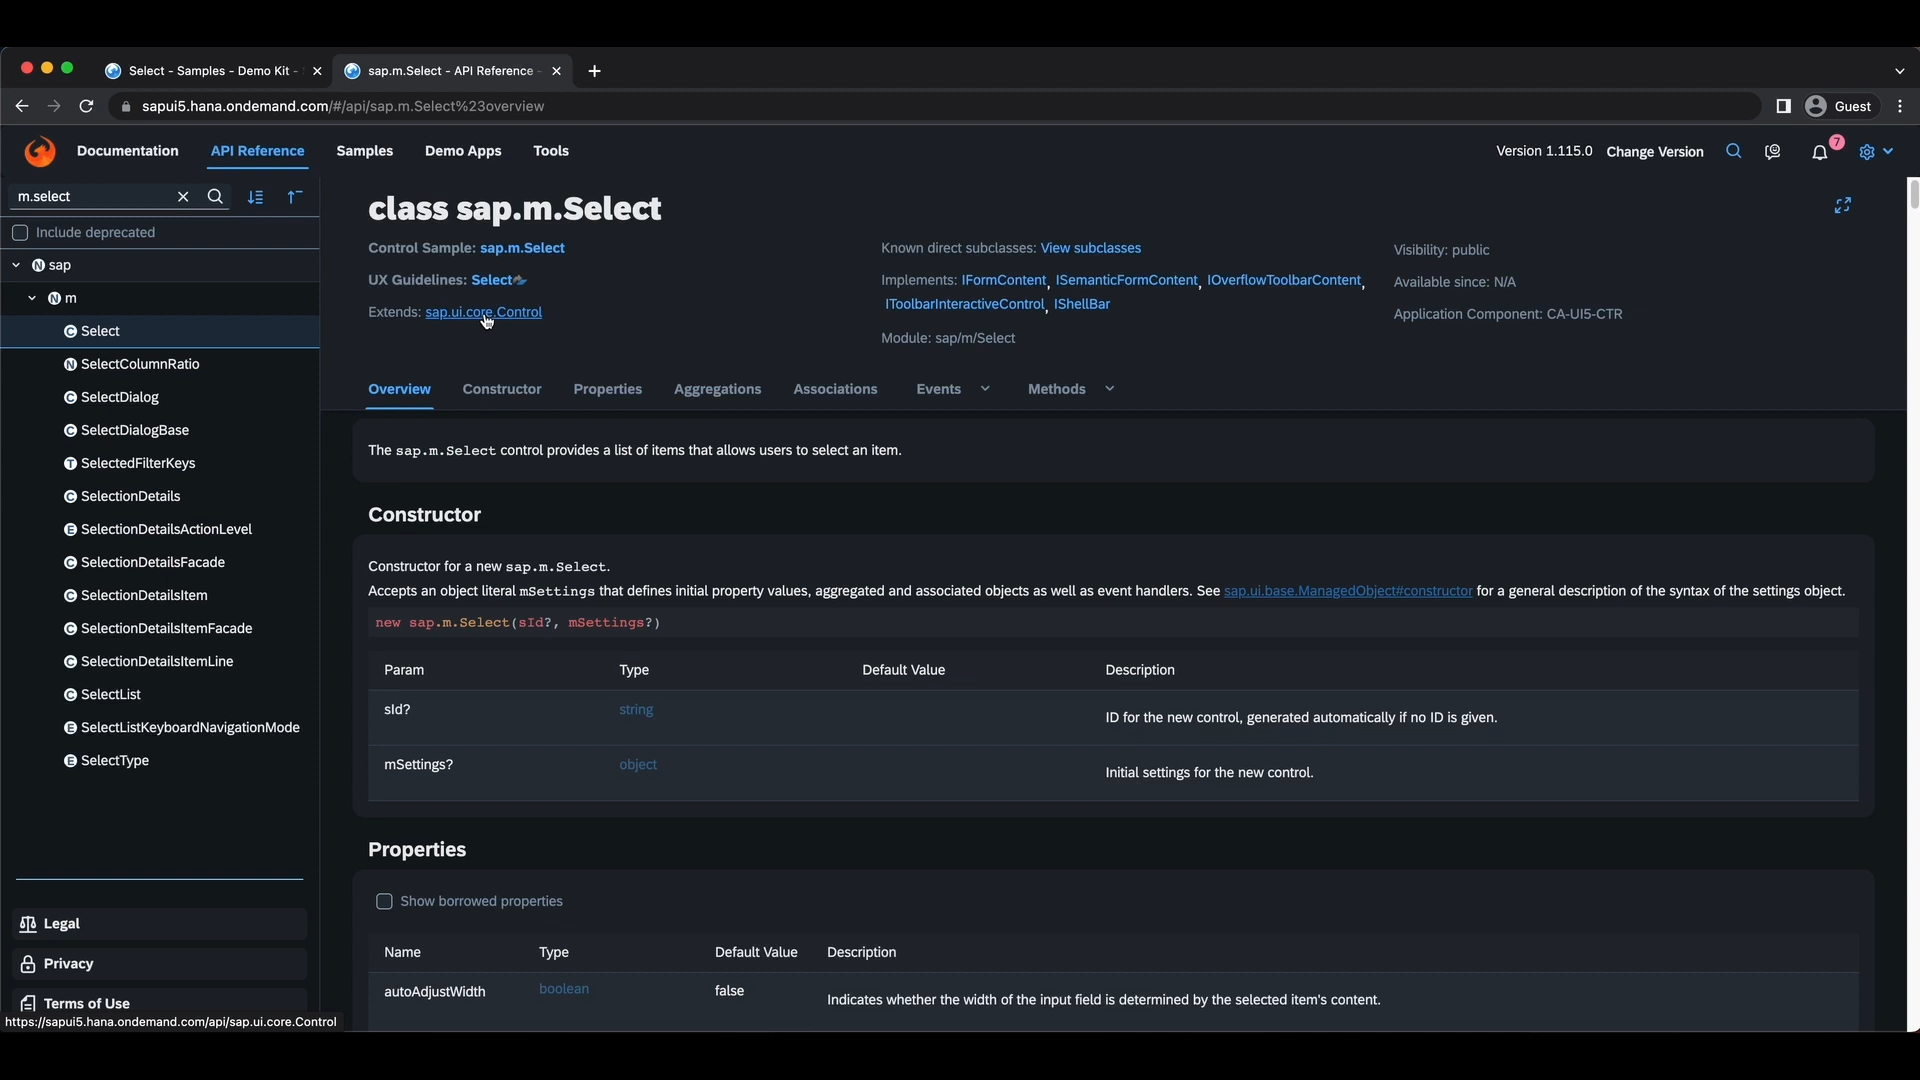 Select - Samples - Demo Kit -
sap.m.Select - API Reference -
sapui5.hana.ondemand.com/#/api/sap.m.Select%23overview
Guest
Documentation
API Reference
Samples
Demo Apps
Tools
Version 1.115.0
Change Version
7
m.select
Include deprecated
sap
m
Select
SelectColumnRatio
SelectDialog
SelectDialogBase
SelectedFilterKeys
SelectionDetails
SelectionDetailsActionLevel
SelectionDetailsFacade
SelectionDetailsItem
SelectionDetailsItemFacade
SelectionDetailsItemLine
SelectList
SelectListKeyboardNavigationMode
SelectType
Legal
Privacy
Terms of Use
https://sapui5.hana.ondemand.com/api/sap.ui.core.Control
class sap.m.Select
Control Sample: sap.m.Select
UX Guidelines: Select
Extends: sap.ui.core.Control
Known direct subclasses: View subclasses
Implements: IFormContent, ISemanticFormContent, IOverflowToolbarContent,
IToolbarInteractiveControl, IShellBar
Module: sap/m/Select
Visibility: public
Available since: N/A
Application Component: CA-UI5-CTR
Overview
Constructor
Properties
Aggregations
Associations
Events
Methods
The sap.m.Select control provides a list of items that allows users to select an item.
Constructor
Constructor for a new sap.m.Select.
Accepts an object literal mSettings that defines initial property values, aggregated and associated objects as well as event handlers. See sap.ui.base.ManagedObject#constructor for a general description of the syntax of the settings object.
new sap.m.Select(sId?, mSettings?)
Param Type Default Value Description
sId? string ID for the new control, generated automatically if no ID is given.
mSettings? object Initial settings for the new control.
Properties
Show borrowed properties
Name Type Default Value Description
autoAdjustWidth boolean false Indicates whether the width of the input field is determined by the selected item's content.